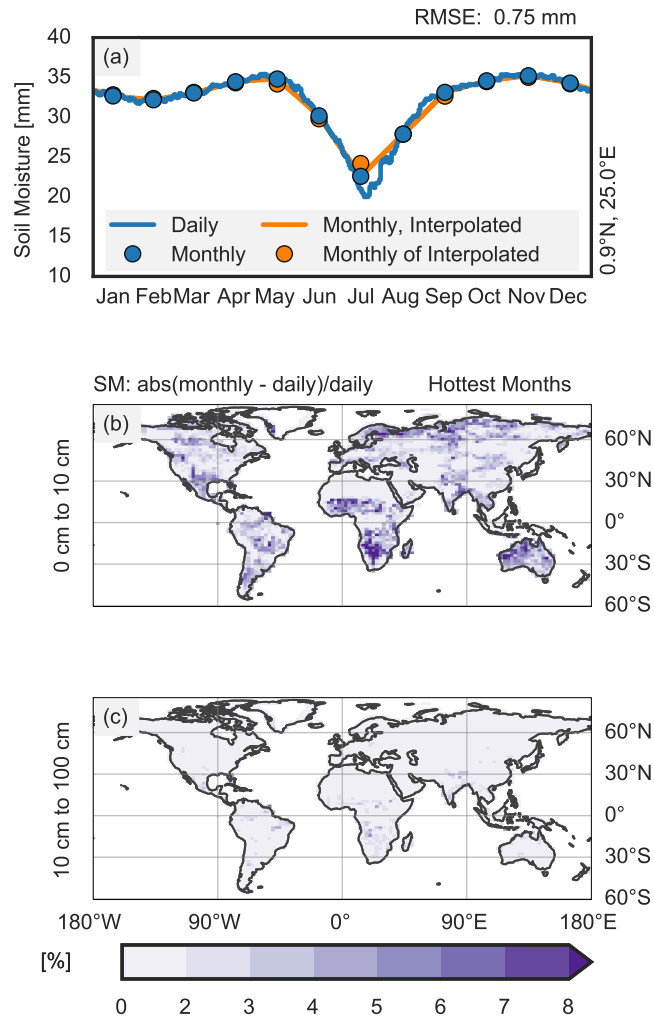 RMSE: 0.75 mm
(a)
40
35
30
25
20
15
10
Soil Moisture [mm]
Daily
Monthly, Interpolated
Monthly
Monthly of Interpolated
0.9°N, 25.0°E
Jan Feb Mar Apr May Jun Jul Aug Sep Oct Nov Dec
SM: abs(monthly - daily)/daily Hottest Months
(b)
0 cm to 10 cm
60°N
30°N
0°
30°S
60°S
(c)
10 cm to 100 cm
60°N
30°N
0°
30°S
60°S
180°W 90°W 0° 90°E 180°E
[%]
0 2 3 4 5 6 7 8